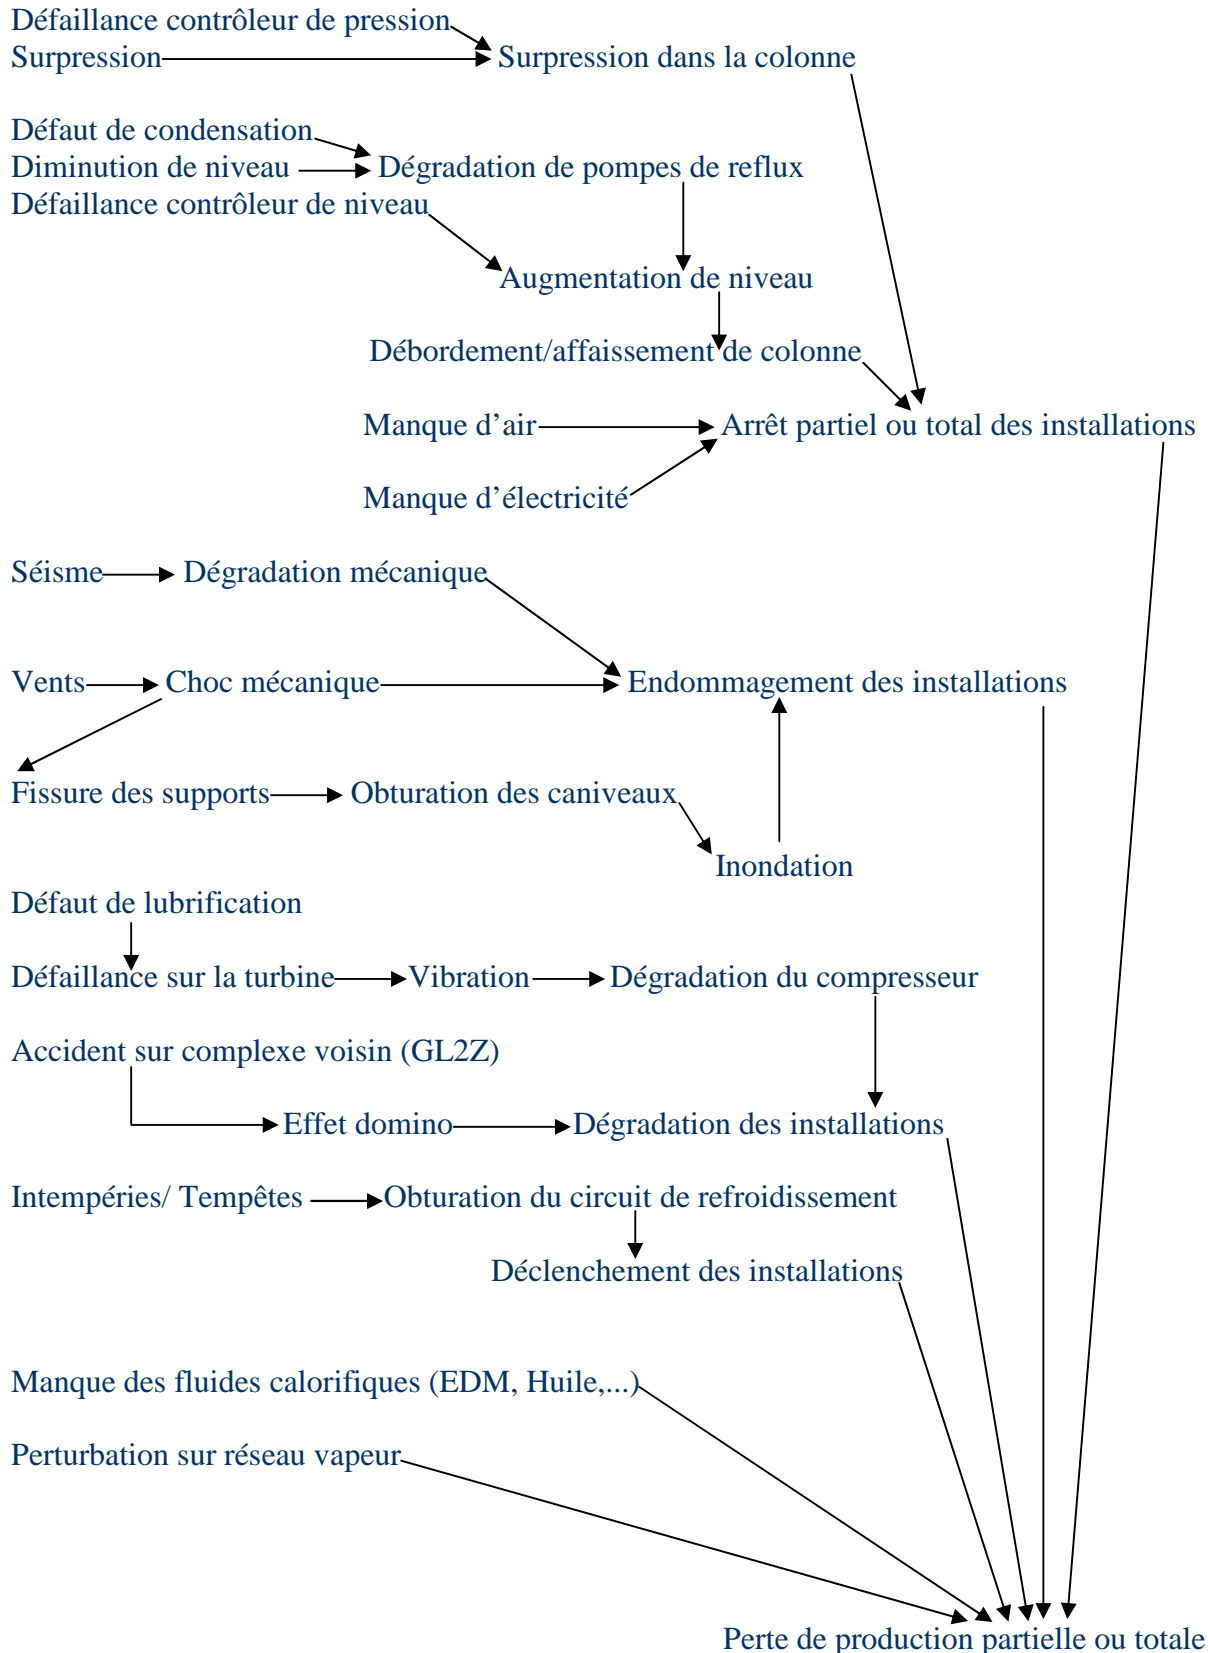 Défaillance contrôleur de pression
Surpression Surpression dans la colonne
Défaut de condensation
Diminution de niveau Dégradation de pompes de reflux
Défaillance contrôleur de niveau
Augmentation de niveau
Débordement/affaissement de colonne
Manque d’air Arrêt partiel ou total des installations
Manque d’électricité
Séisme Dégradation mécanique
Vents Choc mécanique Endommagement des installations
Fissure des supports Obturation des caniveaux
Inondation
Défaut de lubrification
Défaillance sur la turbine Vibration Dégradation du compresseur
Accident sur complexe voisin (GL2Z)
Effet domino Dégradation des installations
Intempéries/ Tempêtes Obturation du circuit de refroidissement
Déclenchement des installations
Manque des fluides calorifiques (EDM, Huile,...)
Perturbation sur réseau vapeur
Perte de production partielle ou totale